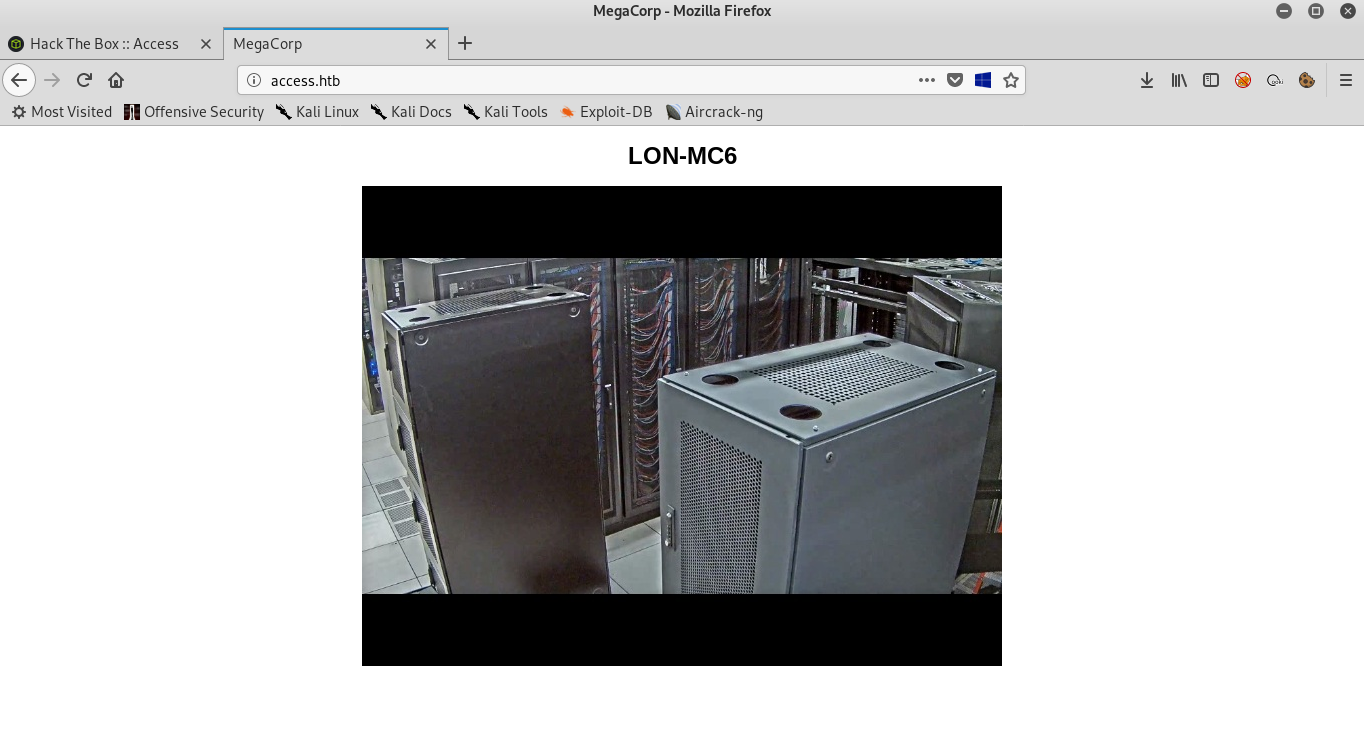 MegaCorp - Mozilla Firefox
Hack The Box :: Access
MegaCorp
access.htb
Most Visited Offensive Security Kali Linux Kali Docs Kali Tools Exploit-DB Aircrack-ng
LON-MC6